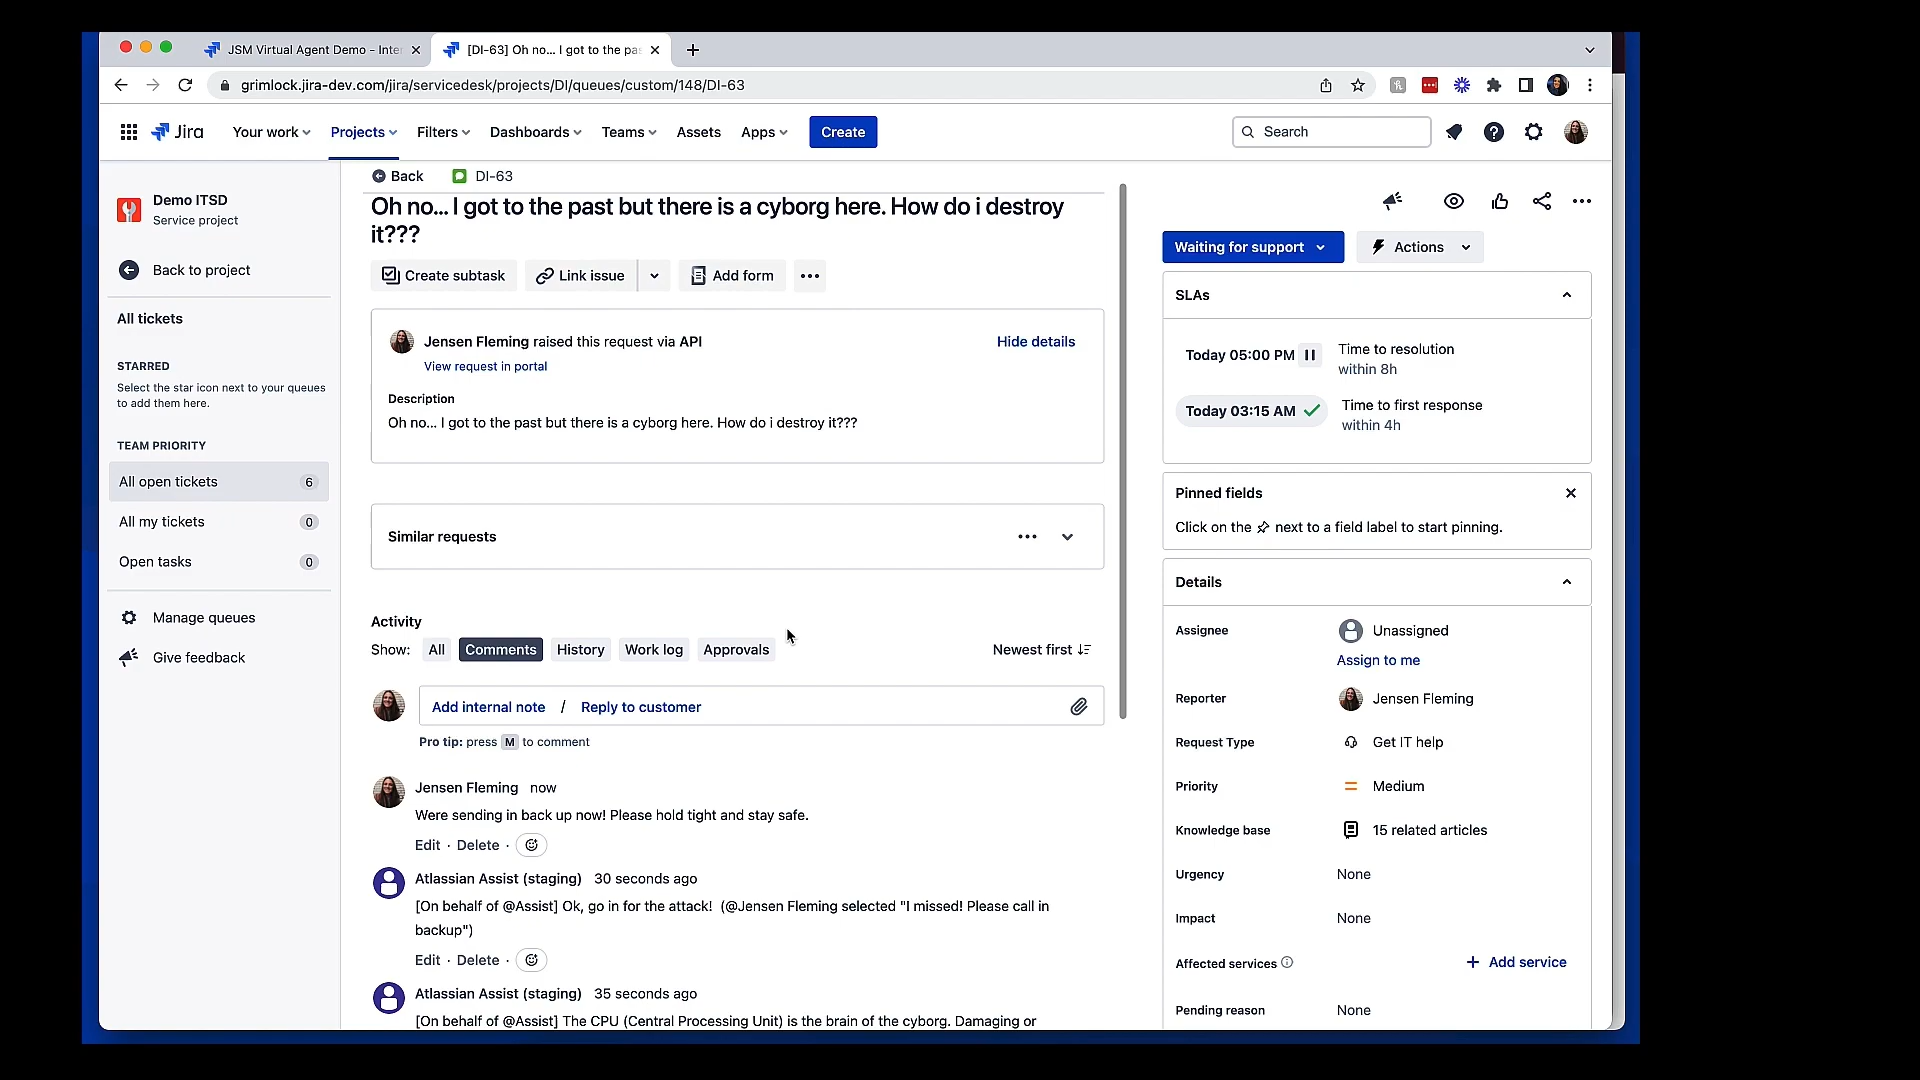 JSM Virtual Agent Demo - Inter
[DI-63] Oh no... I got to the pas
grimlock.jira-dev.com/jira/servicedesk/projects/DI/queues/custom/148/DI-63
Jira
Your work
Projects
Filters
Dashboards
Teams
Assets
Apps
Create
Search
Demo ITSD
Service project
Back to project
All tickets
STARRED
Select the star icon next to your queues
to add them here.
TEAM PRIORITY
All open tickets 6
All my tickets 0
Open tasks 0
Manage queues
Give feedback
Back
DI-63
Oh no... I got to the past but there is a cyborg here. How do i destroy
it???
Create subtask
Link issue
Add form
Jensen Fleming raised this request via API
Hide details
View request in portal
Description
Oh no... I got to the past but there is a cyborg here. How do i destroy it???
Similar requests
Activity
Show: All Comments History Work log Approvals
Newest first
Add internal note / Reply to customer
Pro tip: press M to comment
Jensen Fleming now
Were sending in back up now! Please hold tight and stay safe.
Edit · Delete ·
Atlassian Assist (staging) 30 seconds ago
[On behalf of @Assist] Ok, go in for the attack! (@Jensen Fleming selected "I missed! Please call in
backup")
Edit · Delete ·
Atlassian Assist (staging) 35 seconds ago
[On behalf of @Assist] The CPU (Central Processing Unit) is the brain of the cyborg. Damaging or
Waiting for support
Actions
SLAs
Today 05:00 PM
Time to resolution
within 8h
Today 03:15 AM
Time to first response
within 4h
Pinned fields
Click on the next to a field label to start pinning.
Details
Assignee
Unassigned
Assign to me
Reporter
Jensen Fleming
Request Type
Get IT help
Priority
Medium
Knowledge base
15 related articles
Urgency
None
Impact
None
Affected services
Add service
Pending reason
None